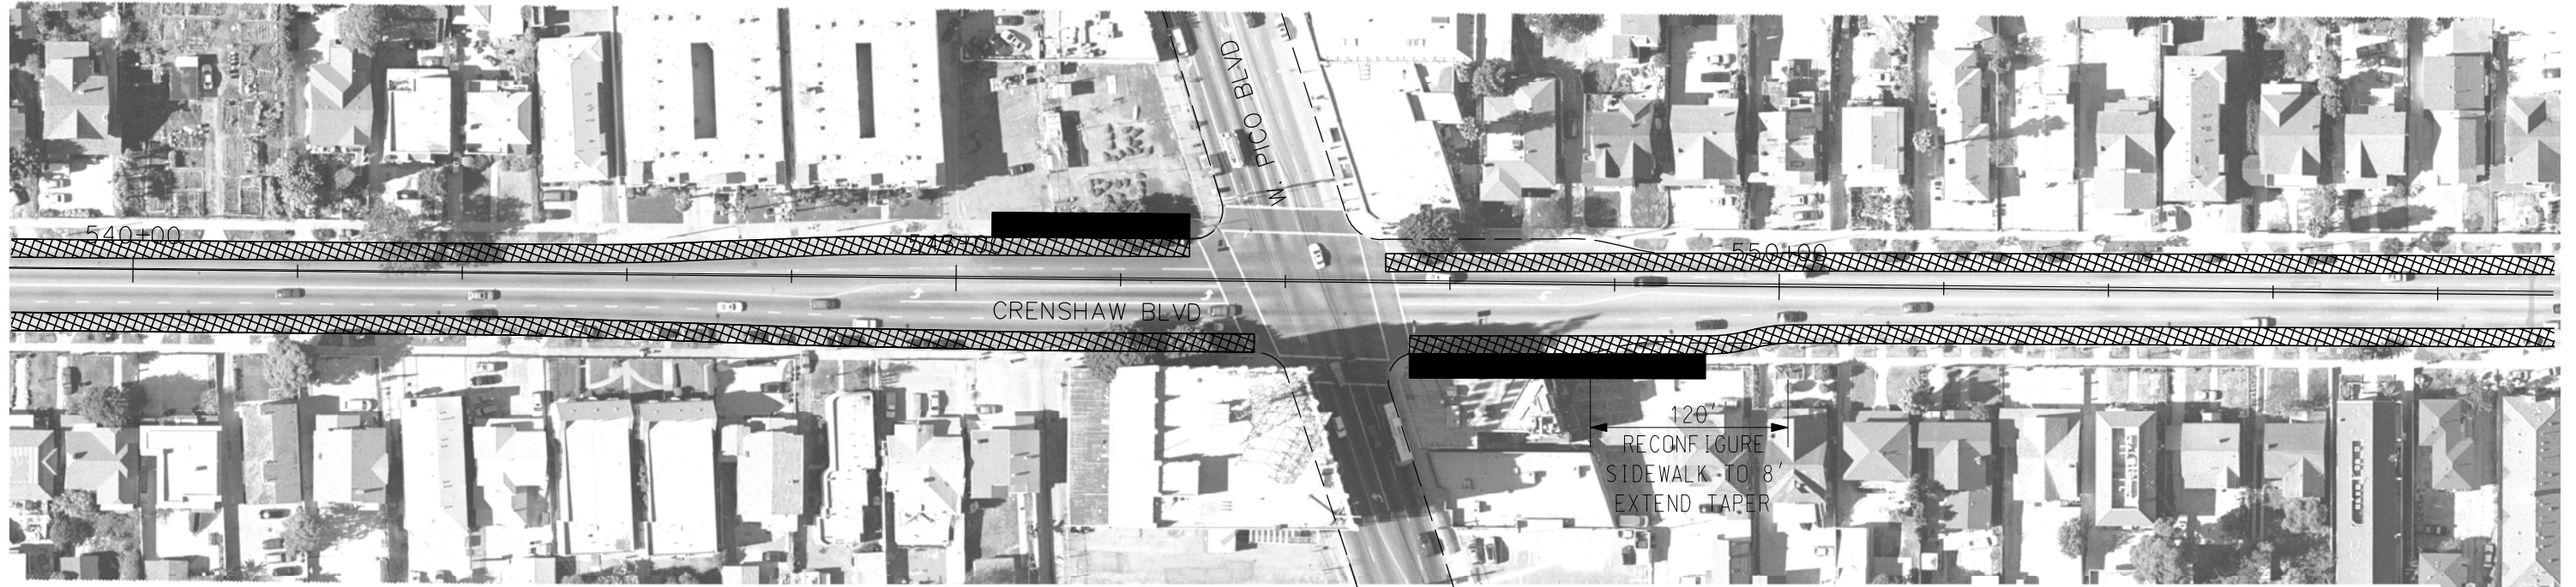 W. PICO BLVD
540+00
545+00
550+00
CRENSHAW BLVD
120'
RECONFIGURE
SIDEWALK TO 8'
EXTEND TAPER